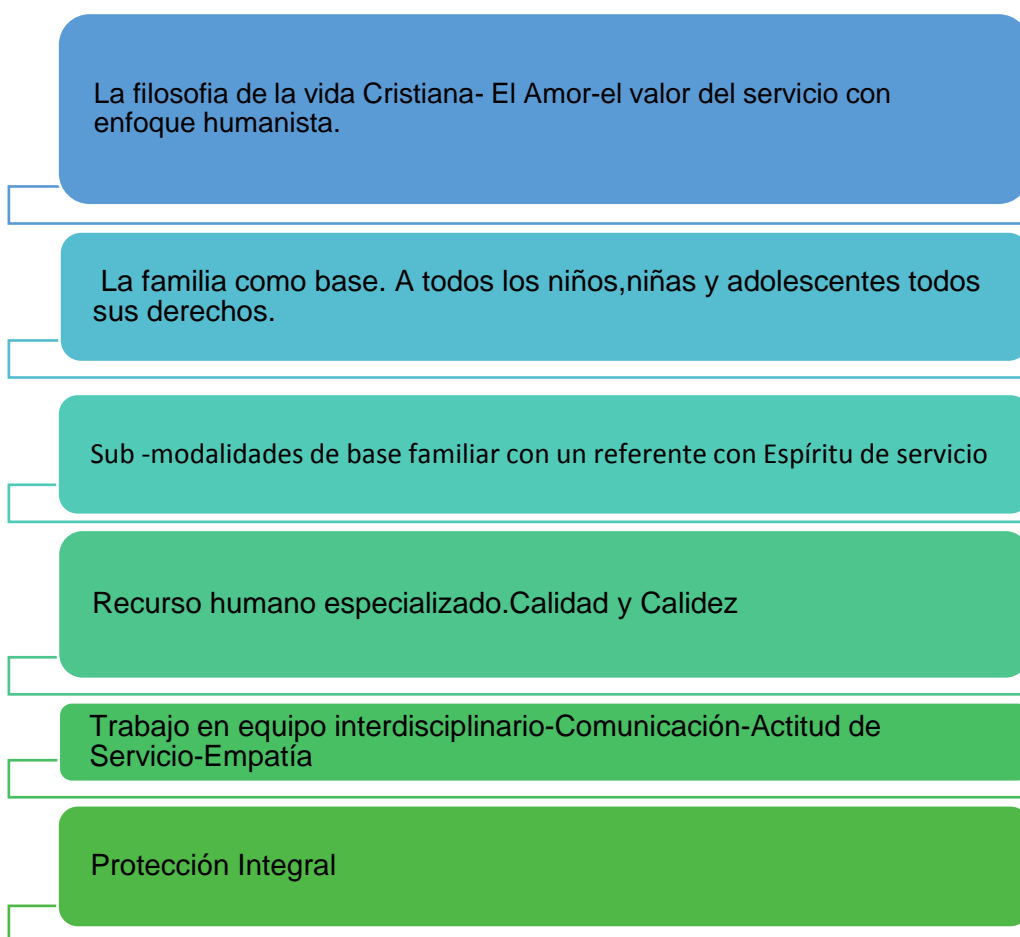 La filosofia de la vida Cristiana- El Amor-el valor del servicio con
enfoque humanista.
La familia como base. A todos los niños,niñas y adolescentes todos
sus derechos.
Sub -modalidades de base familiar con un referente con Espíritu de servicio
Recurso humano especializado.Calidad y Calidez
Trabajo en equipo interdisciplinario-Comunicación-Actitud de
Servicio-Empatía
Protección Integral